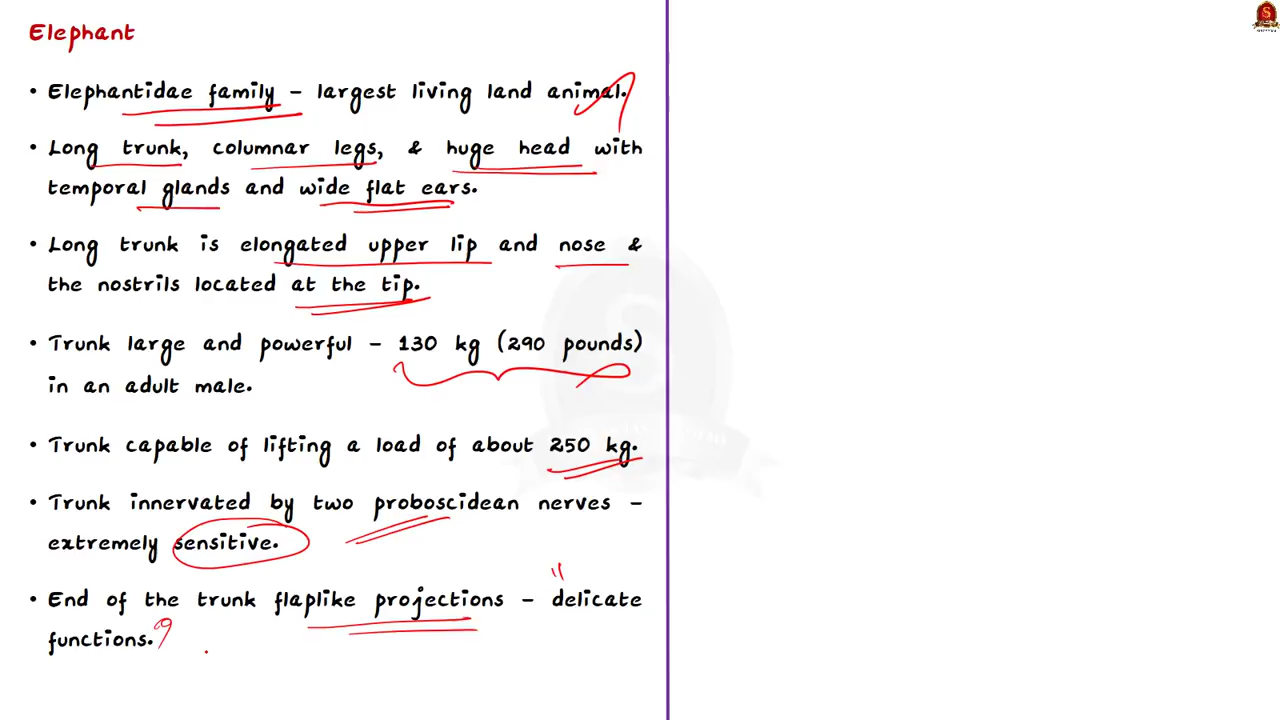 Elephant
• Elephantidae family – largest living land animal.
• Long trunk, columnar legs, & huge head with
temporal glands and wide flat ears.
• Long trunk is elongated upper lip and nose &
the nostrils located at the tip.
• Trunk large and powerful – 130 kg (290 pounds)
in an adult male.
• Trunk capable of lifting a load of about 250 kg.
• Trunk innervated by two proboscidean nerves –
extremely sensitive.
• End of the trunk flaplike projections – delicate
functions.